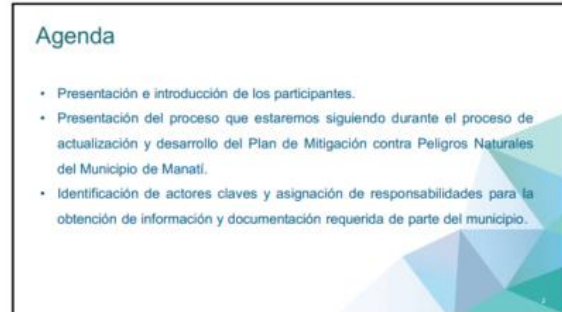 Agenda
• Presentación e introducción de los participantes.
• Presentación del proceso que estaremos siguiendo durante el proceso de
actualización y desarrollo del Plan de Mitigación contra Peligros Naturales
del Municipio de Manatí.
• Identificación de actores claves y asignación de responsabilidades para la
obtención de información y documentación requerida de parte del municipio.
2